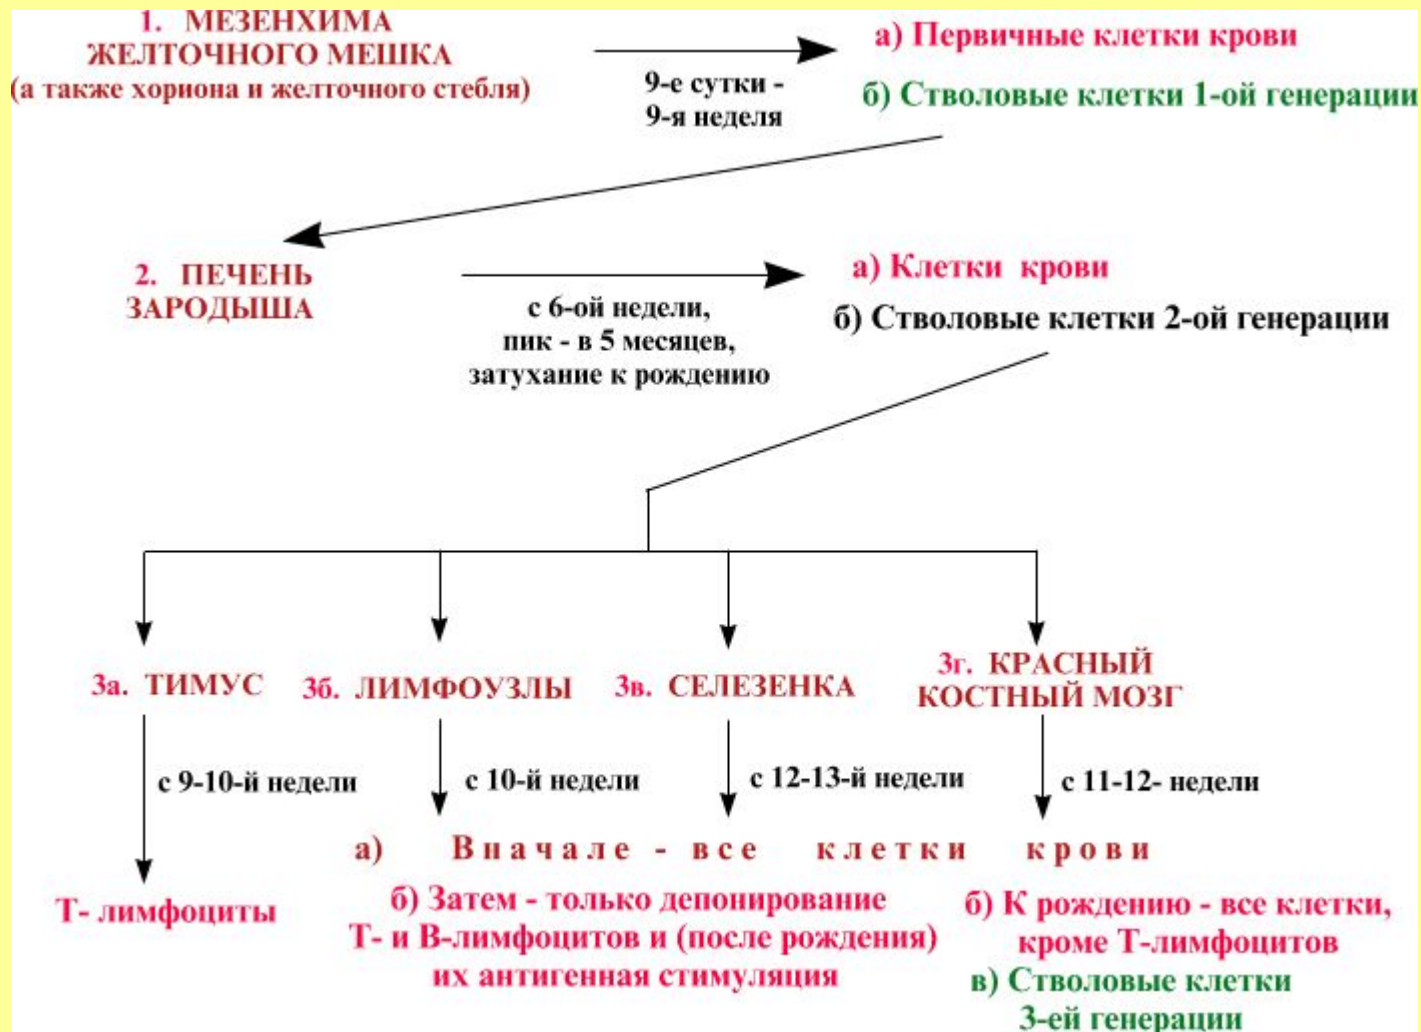 1. МЕЗЕНХИМА
ЖЕЛТОЧНОГО МЕШКА
(а также хориона и желточного стебля)
9-е сутки -
9-я неделя
а) Первичные клетки крови
б) Стволовые клетки 1-ой генерации
2. ПЕЧЕНЬ
ЗАРОДЫША
с 6-ой недели,
пик - в 5 месяцев,
затухание к рождению
а) Клетки крови
б) Стволовые клетки 2-ой генерации
3а. ТИМУС
3б. ЛИМФОУЗЛЫ
3в. СЕЛЕЗЕНКА
3г. КРАСНЫЙ
КОСТНЫЙ МОЗГ
с 9-10-й недели
с 10-й недели
с 12-13-й недели
с 11-12- недели
а) Вначале - все клетки крови
Т- лимфоциты
б) Затем - только депонирование
Т- и В-лимфоцитов и (после рождения)
их антигенная стимуляция
б) К рождению - все клетки,
кроме Т-лимфоцитов
в) Стволовые клетки
3-ей генерации